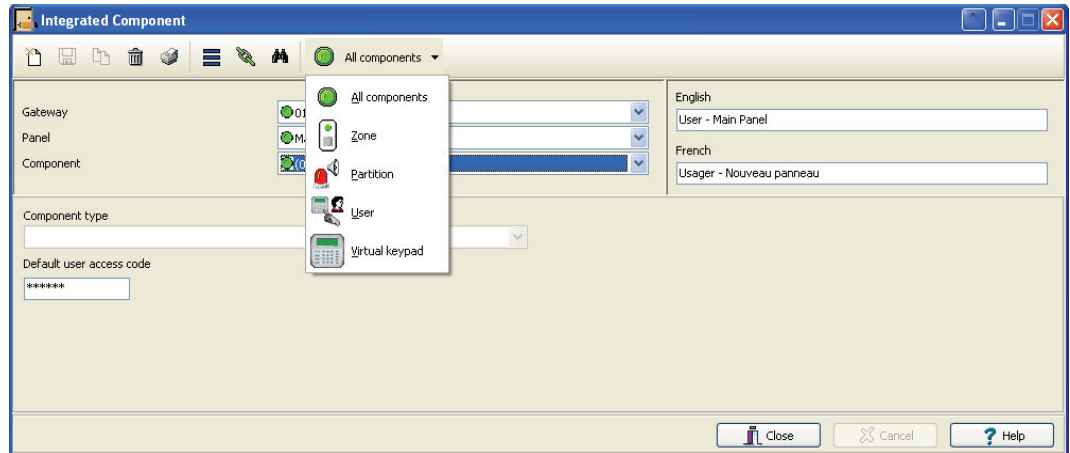 Integrated Component
All components
All components
Zone
Partition
User
Virtual keypad
Gateway
Panel
Component
English
User - Main Panel
French
Usager - Nouveau panneau
Component type
Default user access code
******
Close
Cancel
Help